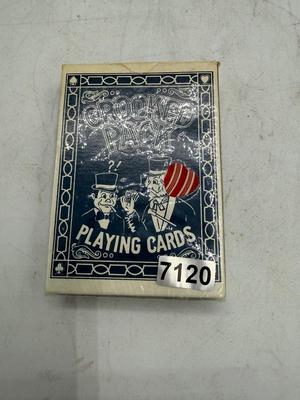 CROOKED
PACK
?!
PLAYING CARDS
7120